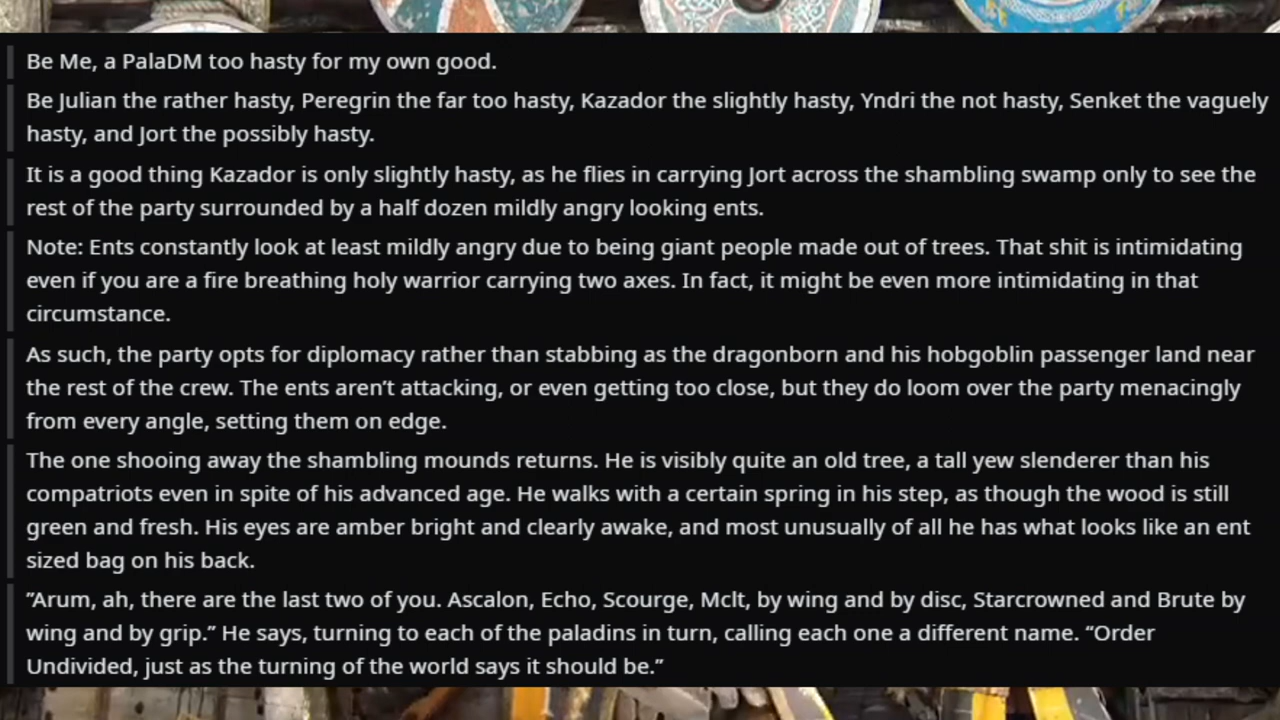 Be Me, a PalaDM too hasty for my own good.
Be Julian the rather hasty, Peregrin the far too hasty, Kazador the slightly hasty, Yndri the not hasty, Senket the vaguely
hasty, and Jort the possibly hasty.
It is a good thing Kazador is only slightly hasty, as he flies in carrying Jort across the shambling swamp only to see the
rest of the party surrounded by a half dozen mildly angry looking ents.
Note: Ents constantly look at least mildly angry due to being giant people made out of trees. That shit is intimidating
even if you are a fire breathing holy warrior carrying two axes. In fact, it might be even more intimidating in that
circumstance.
As such, the party opts for diplomacy rather than stabbing as the dragonborn and his hobgoblin passenger land near
the rest of the crew. The ents aren’t attacking, or even getting too close, but they do loom over the party menacingly
from every angle, setting them on edge.
The one shooing away the shambling mounds returns. He is visibly quite an old tree, a tall yew slenderer than his
compatriots even in spite of his advanced age. He walks with a certain spring in his step, as though the wood is still
green and fresh. His eyes are amber bright and clearly awake, and most unusually of all he has what looks like an ent
sized bag on his back.
”Arum, ah, there are the last two of you. Ascalon, Echo, Scourge, Mclt, by wing and by disc, Starcrowned and Brute by
wing and by grip.” He says, turning to each of the paladins in turn, calling each one a different name. “Order
Undivided, just as the turning of the world says it should be.”